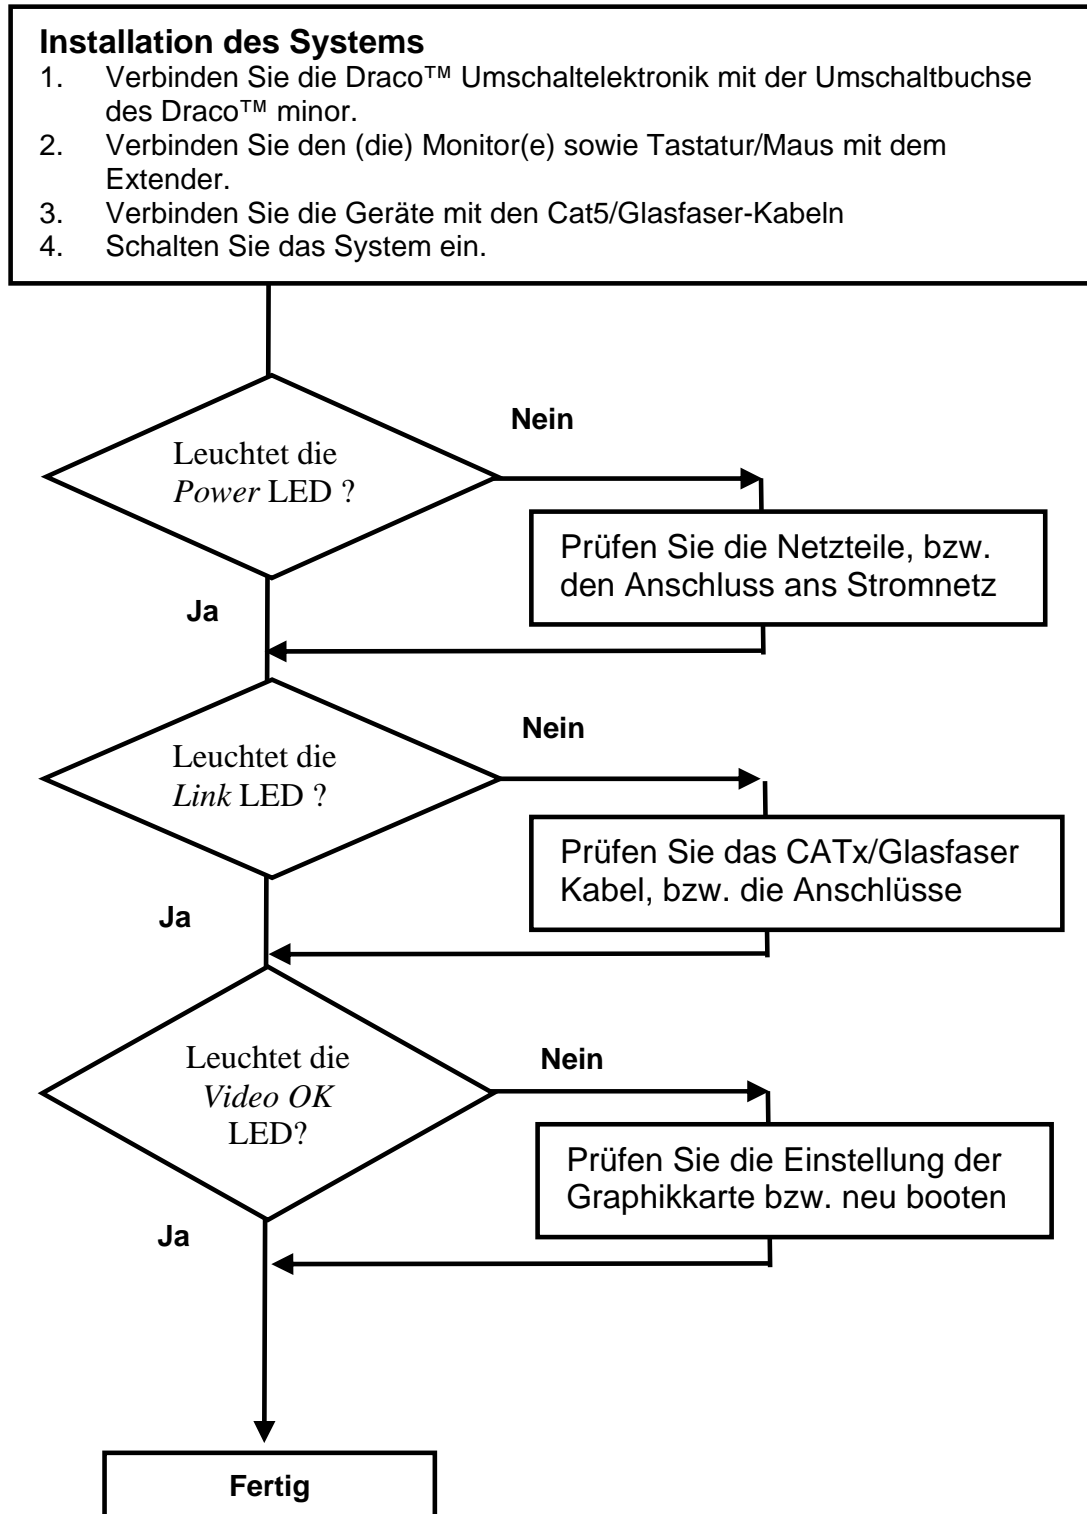 Installation des Systems
1. Verbinden Sie die Draco™ Umschaltelektronik mit der Umschaltbuchse
des Draco™ minor.
2. Verbinden Sie den (die) Monitor(e) sowie Tastatur/Maus mit dem
Extender.
3. Verbinden Sie die Geräte mit den Cat5/Glasfaser-Kabeln
4. Schalten Sie das System ein.
Nein
Leuchtet die
Power LED ?
Prüfen Sie die Netzteile, bzw.
den Anschluss ans Stromnetz
Ja
Nein
Leuchtet die
Link LED ?
Prüfen Sie das CATx/Glasfaser
Kabel, bzw. die Anschlüsse
Ja
Nein
Leuchtet die
Video OK
LED?
Prüfen Sie die Einstellung der
Graphikkarte bzw. neu booten
Ja
Fertig